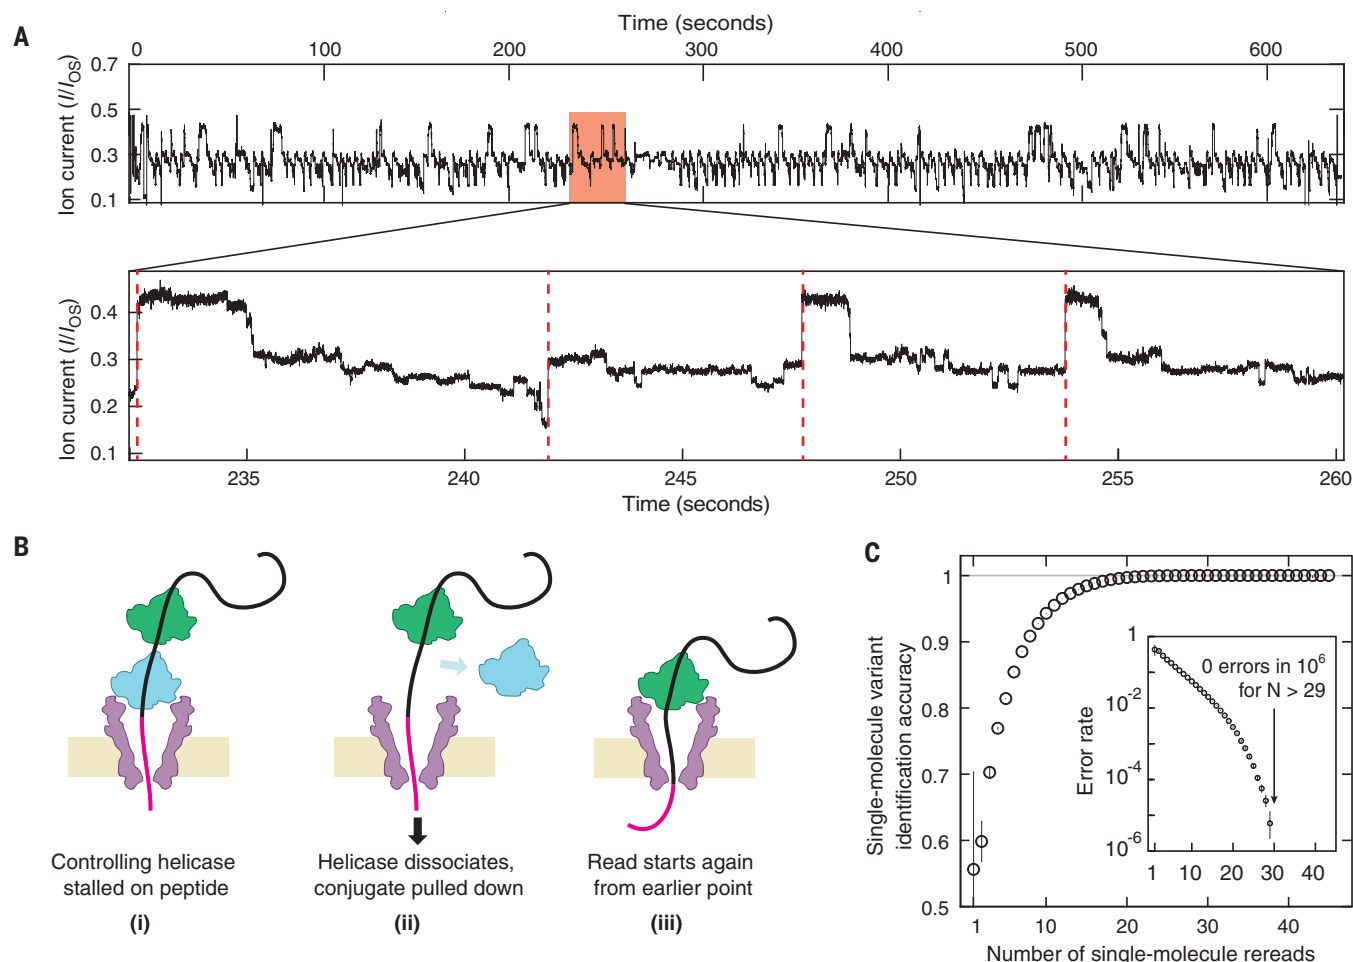 A
Time (seconds)
0 100 200 300 400 500 600
Ion current (I/IOS)
0.7
0.5
0.3
0.1
Ion current (I/IOS)
0.4
0.3
0.2
0.1
235 240 245 250 255 260
Time (seconds)
B
Controlling helicase
stalled on peptide
(i)
Helicase dissociates,
conjugate pulled down
(ii)
Read starts again
from earlier point
(iii)
C
Single-molecule variant
identification accuracy
1
0.9
0.8
0.7
0.6
0.5
1 10 20 30 40
Number of single-molecule rereads
Error rate
1
10-2
10-4
10-6
1 10 20 30 40
0 errors in 106
for N > 29